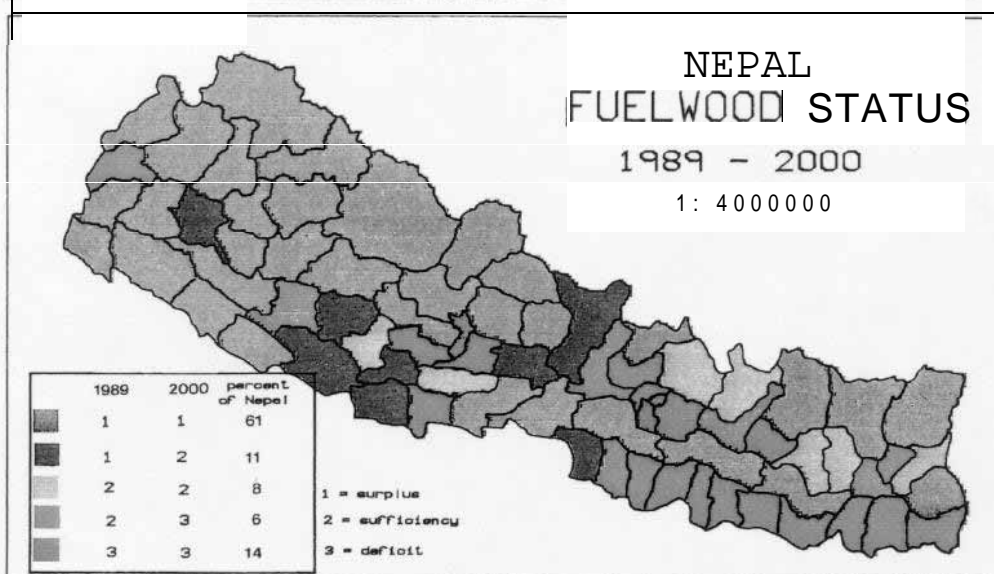 NEPAL
FUELWOOD STATUS
1989 - 2000
1: 4000000
1989 2000 percent of Nepal
1 1 61
1 2 11
2 2 8
2 3 6
3 3 14
1 = surplus
2 = sufficiency
3 = deficit